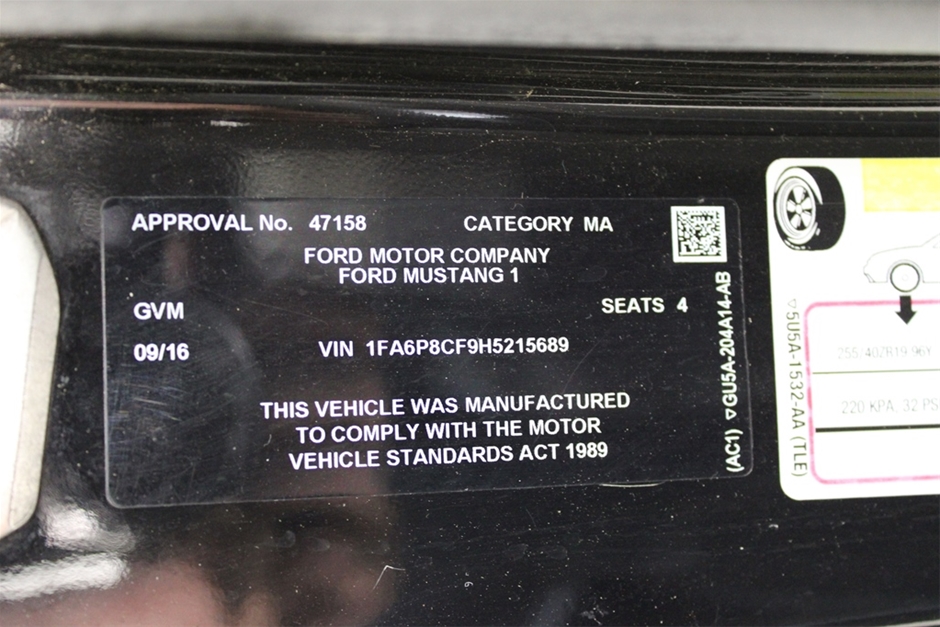 APPROVAL No. 47158 CATEGORY MA
FORD MOTOR COMPANY
FORD MUSTANG 1
GVM SEATS 4
09/16 VIN 1FA6P8CF9H5215689
THIS VEHICLE WAS MANUFACTURED
TO COMPLY WITH THE MOTOR
VEHICLE STANDARDS ACT 1989
(AC1) ▽GU5A-204A14-AB
▽5U5A-1532-AA (TLE)
255/40ZR19 96Y
220 KPA, 32 PS